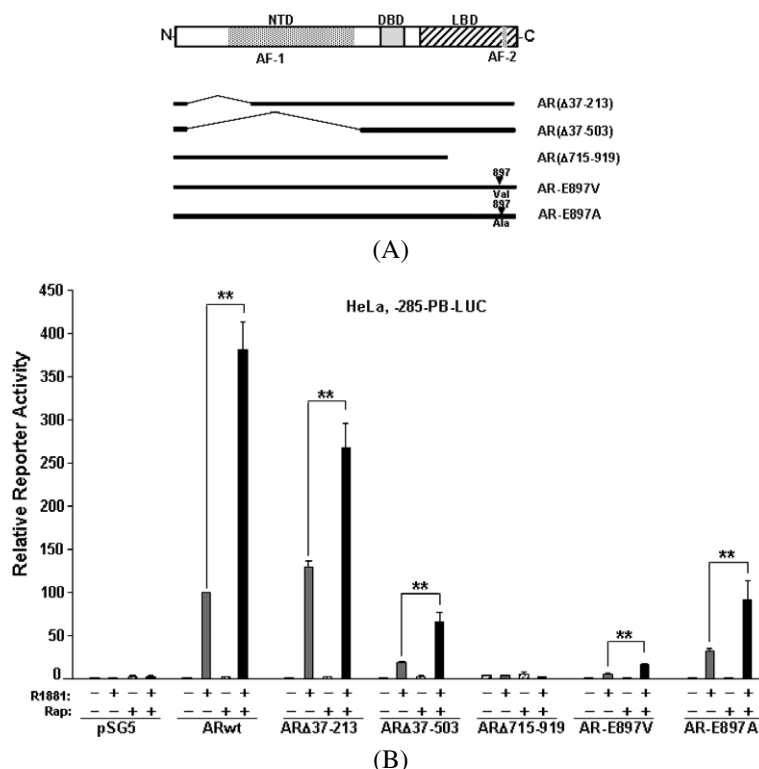 NTD DBD LBD
N C
AF-1 AF-2
AR(Δ37-213)
AR(Δ37-503)
AR(Δ715-919)
897
Val
AR-E897V
897
Ala
AR-E897A
(A)
HeLa, -285-PB-LUC
Relative Reporter Activity
450
400
350
300
250
200
150
100
50
0
** ** ** ** **
R1881: − + − + − + − + − + − + − + − + − + − + − + − +
Rap: − − + + − − + + − − + + − − + + − − + + − − + +
pSG5 ARwt ARΔ37-213 ARΔ37-503 ARΔ715-919 AR-E897V AR-E897A
(B)